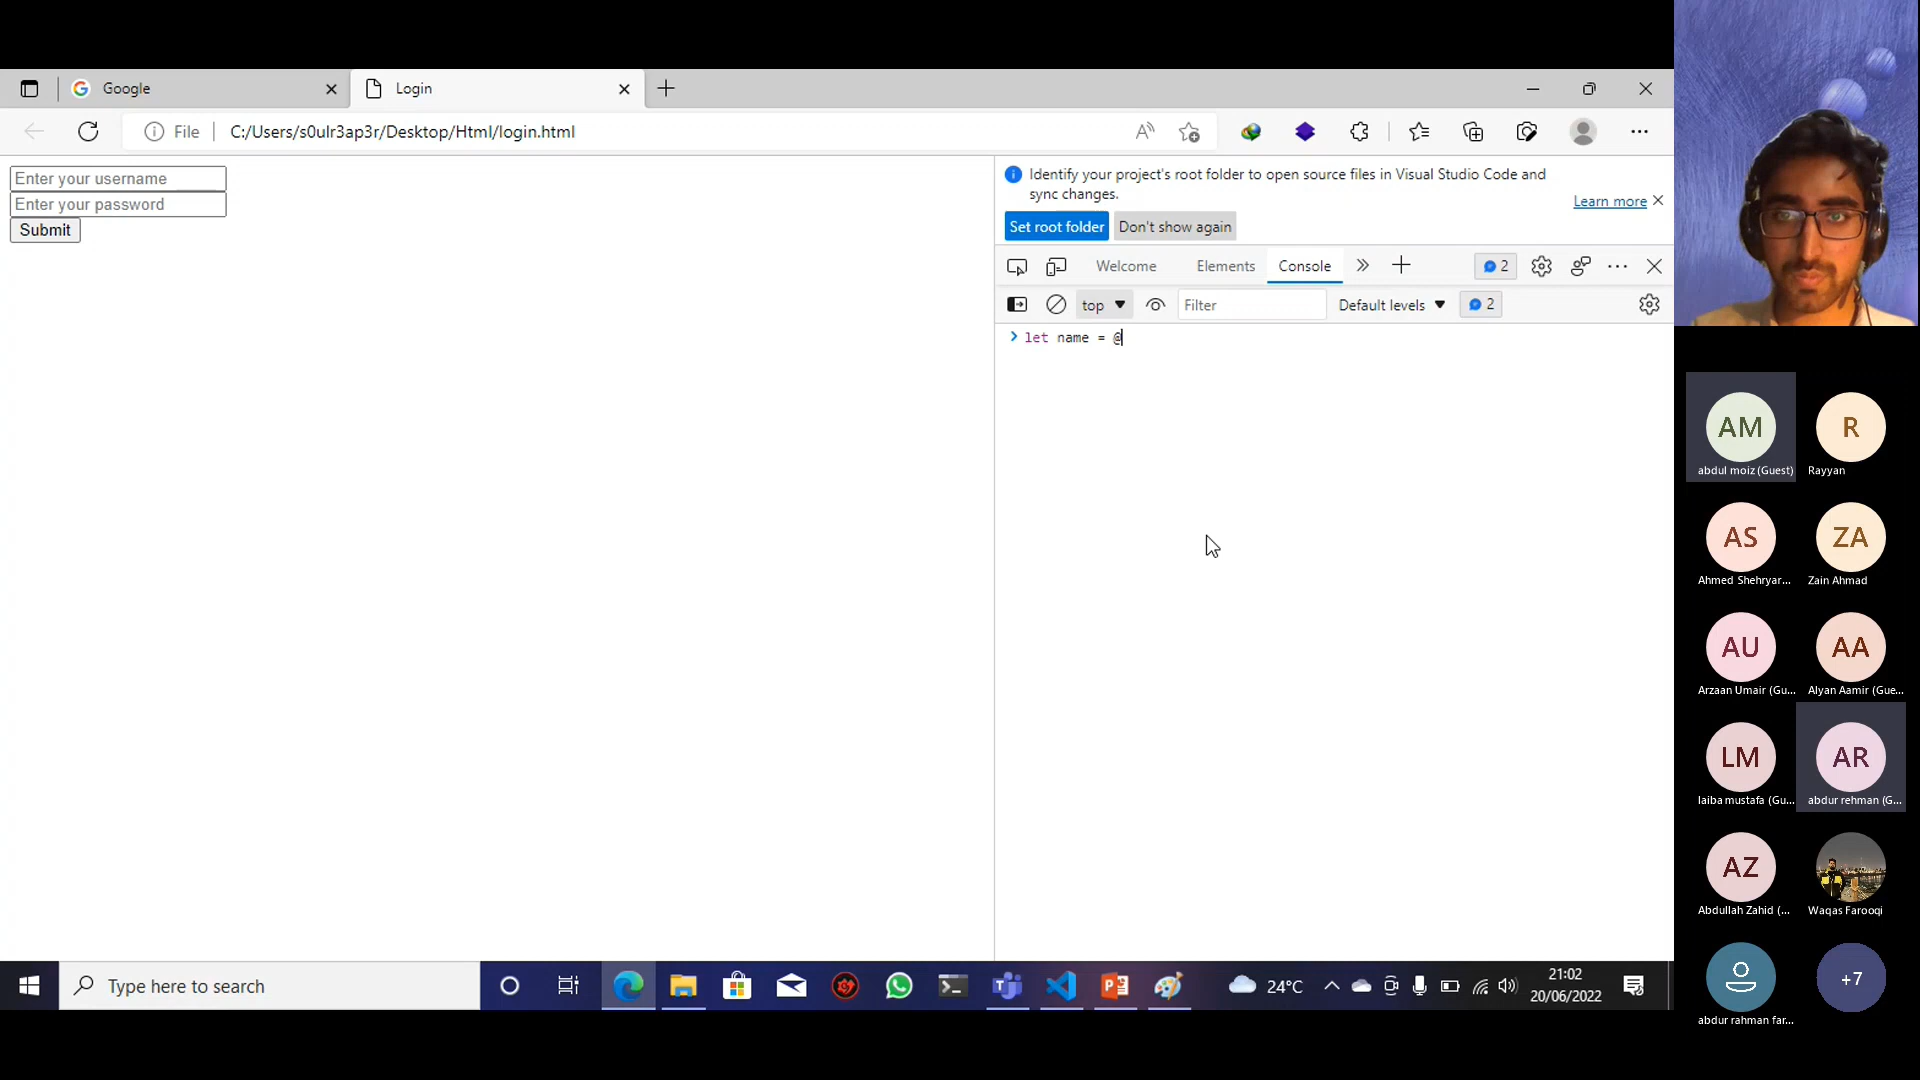 Google
Login
File
C:/Users/s0ulr3ap3r/Desktop/Html/login.html
Enter your username
Enter your password
Submit
Identify your project's root folder to open source files in Visual Studio Code and
sync changes.
Learn more
Set root folder
Don't show again
Welcome
Elements
Console
2
top
Filter
Default levels
2
let name = @
AM
abdul moiz (Guest)
R
Rayyan
AS
Ahmed Shehryar...
ZA
Zain Ahmad
AU
Arzaan Umair (Gu...
AA
Alyan Aamir (Gue...
LM
laiba mustafa (Gu...
AR
abdur rehman (G...
AZ
Abdullah Zahid (...
Waqas Farooqi
abdur rahman far...
+7
Type here to search
24°C
21:02
20/06/2022